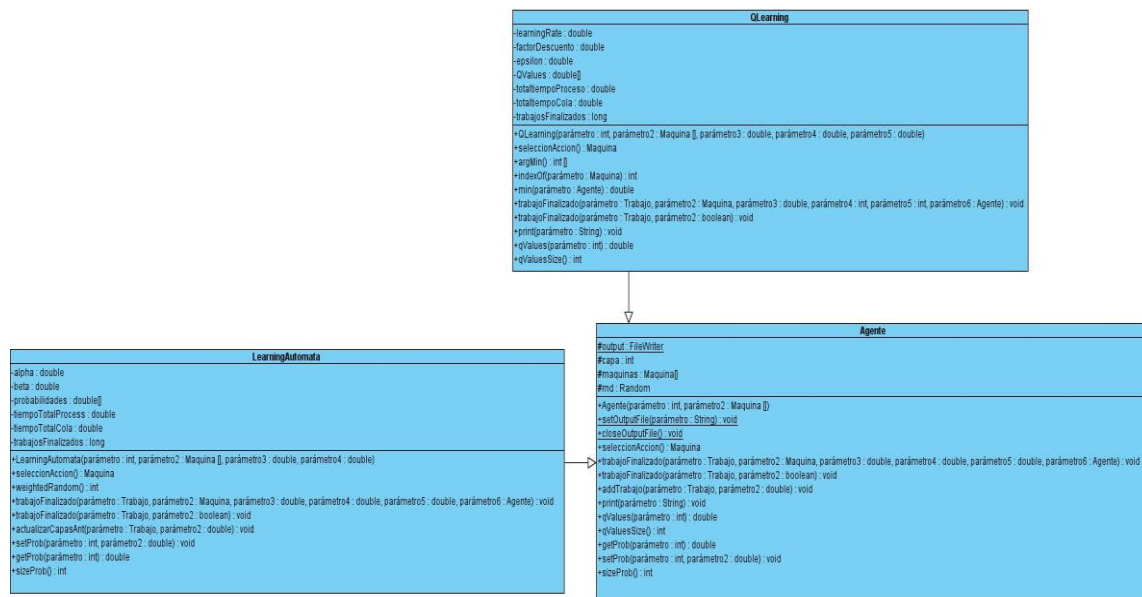 QLearning
-learningRate : double
-factorDescuento : double
-epsilon : double
-QValues : double[]
-totaltiempoProceso : double
-totaltiempoCola : double
-trabajosFinalizados : long
+QLearning(parámetro : int, parámetro2 : Maquina [], parámetro3 : double, parámetro4 : double, parámetro5 : double)
+seleccionAccion() : Maquina
+argMin() : int []
+indexOf(parámetro : Maquina) : int
+min(parámetro : Agente) : double
+trabajoFinalizado(parámetro : Trabajo, parámetro2 : Maquina, parámetro3 : double, parámetro4 : int, parámetro5 : int, parámetro6 : Agente) : void
+trabajoFinalizado(parámetro : Trabajo, parámetro2 : boolean) : void
+print(parámetro : String) : void
+qValues(parámetro : int) : double
+qValuesSize() : int
LearningAutomata
-alpha : double
-beta : double
-probabilidades : double[]
-tiempoTotalProcess : double
-tiempoTotalCola : double
-trabajosFinalizados : long
+LearningAutomata(parámetro : int, parámetro2 : Maquina [], parámetro3 : double, parámetro4 : double)
+seleccionAccion() : Maquina
+weightedRandom() : int
+trabajoFinalizado(parámetro : Trabajo, parámetro2 : Maquina, parámetro3 : double, parámetro4 : double, parámetro5 : double, parámetro6 : Agente) : void
+trabajoFinalizado(parámetro : Trabajo, parámetro2 : boolean) : void
+actualizarCapasAnt(parámetro : Trabajo, parámetro2 : double) : void
+setProb(parámetro : int, parámetro2 : double) : void
+getProb(parámetro : int) : double
+sizeProb() : int
Agente
#output : FileWriter
#capa : int
#maquinas : Maquina[]
#rnd : Random
+Agente(parámetro : int, parámetro2 : Maquina [])
+setOutputFile(parámetro : String) : void
+closeOutputFile() : void
+seleccionAccion() : Maquina
+trabajoFinalizado(parámetro : Trabajo, parámetro2 : Maquina, parámetro3 : double, parámetro4 : double, parámetro5 : double, parámetro6 : Agente) : void
+trabajoFinalizado(parámetro : Trabajo, parámetro2 : boolean) : void
+addTrabajo(parámetro : Trabajo, parámetro2 : double) : void
+print(parámetro : String) : void
+qValues(parámetro : int) : double
+qValuesSize() : int
+getProb(parámetro : int) : double
+setProb(parámetro : int, parámetro2 : double) : void
+sizeProb() : int